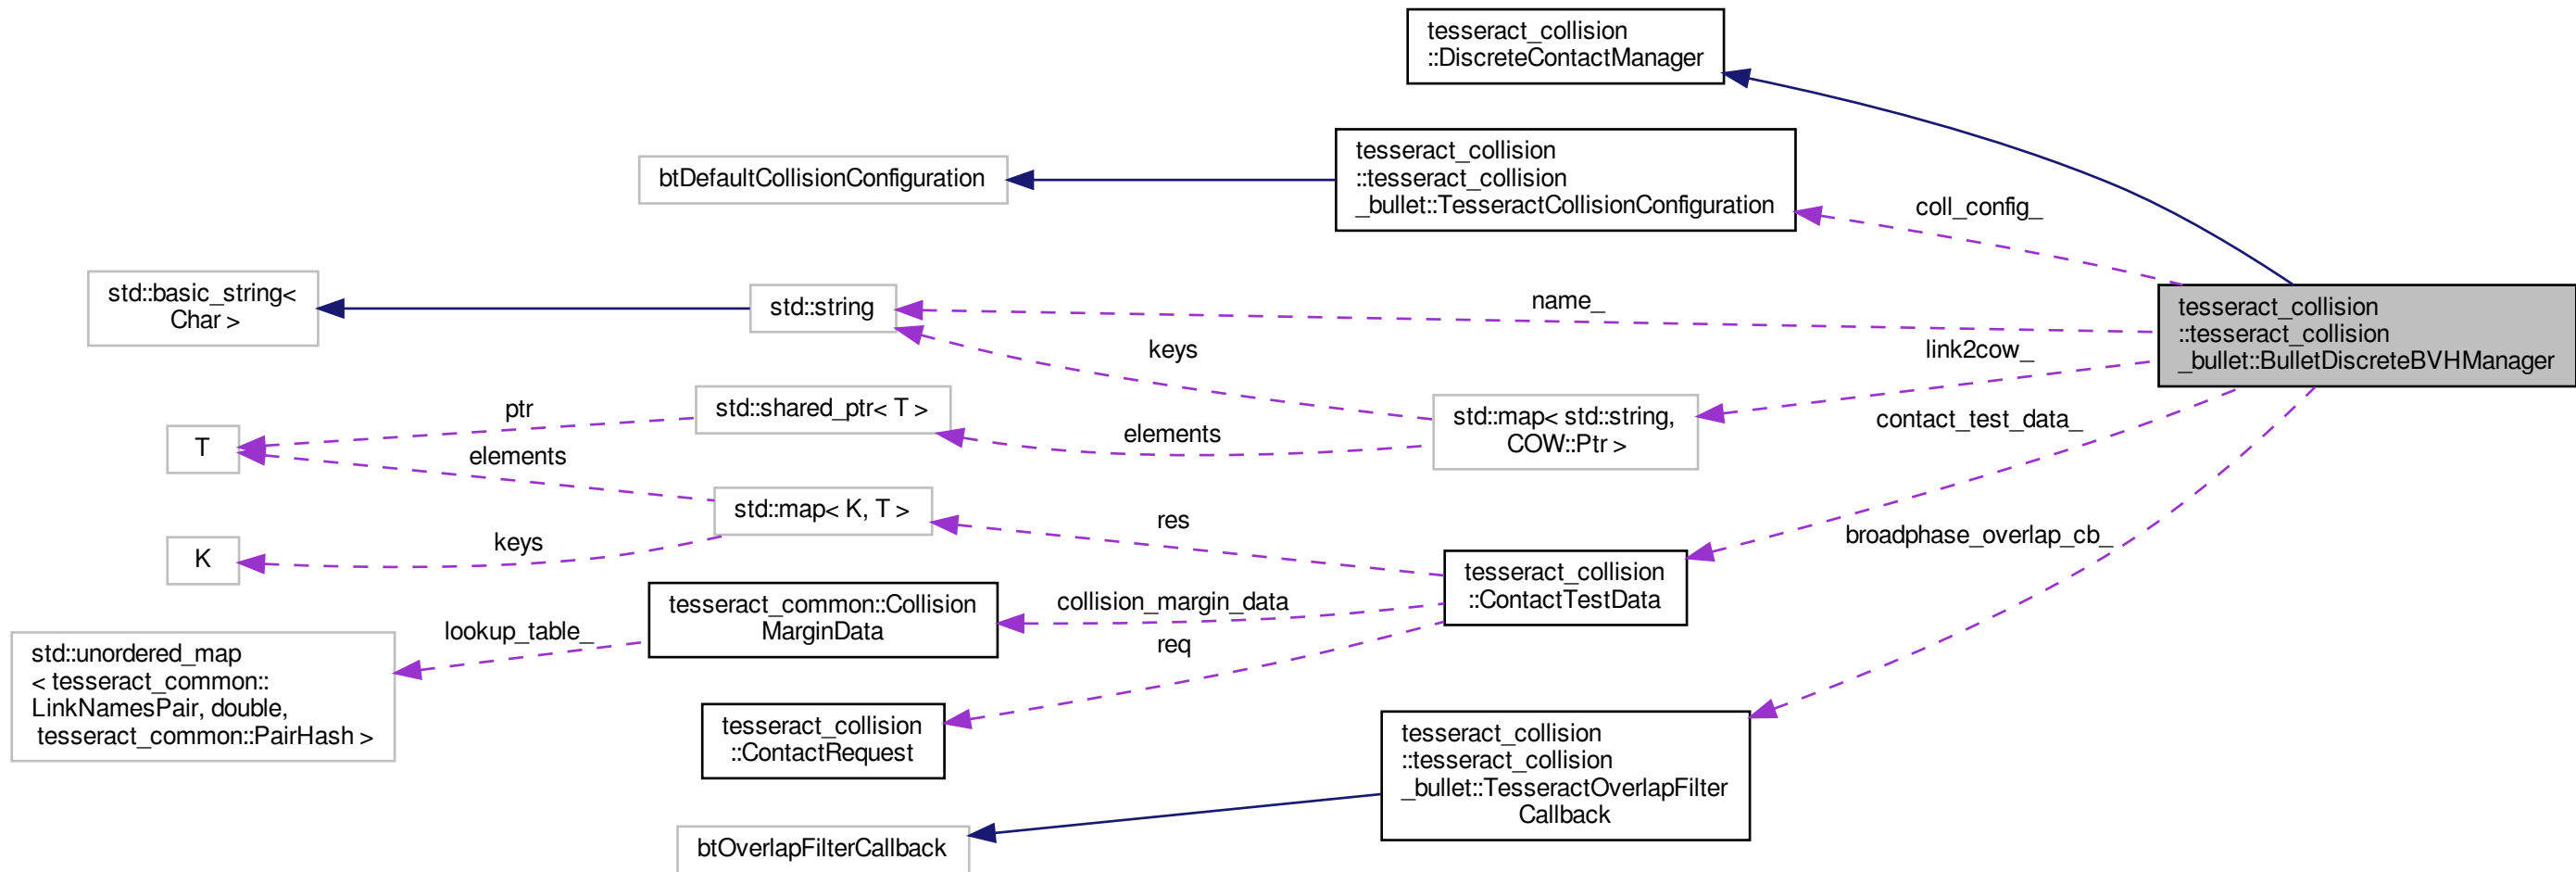 tesseract_collision
::DiscreteContactManager
tesseract_collision
::tesseract_collision
_bullet::TesseractCollisionConfiguration
btDefaultCollisionConfiguration
coll_config_
std::basic_string<
Char >
std::string
name_
tesseract_collision
::tesseract_collision
_bullet::BulletDiscreteBVHManager
keys
link2cow_
std::shared_ptr< T >
ptr
std::map< std::string,
COW::Ptr >
elements
contact_test_data_
T
elements
std::map< K, T >
res
broadphase_overlap_cb_
keys
K
tesseract_collision
::ContactTestData
tesseract_common::Collision
MarginData
collision_margin_data
lookup_table_
req
std::unordered_map
< tesseract_common::
LinkNamesPair, double,
tesseract_common::PairHash >
tesseract_collision
::ContactRequest
tesseract_collision
::tesseract_collision
_bullet::TesseractOverlapFilter
Callback
btOverlapFilterCallback